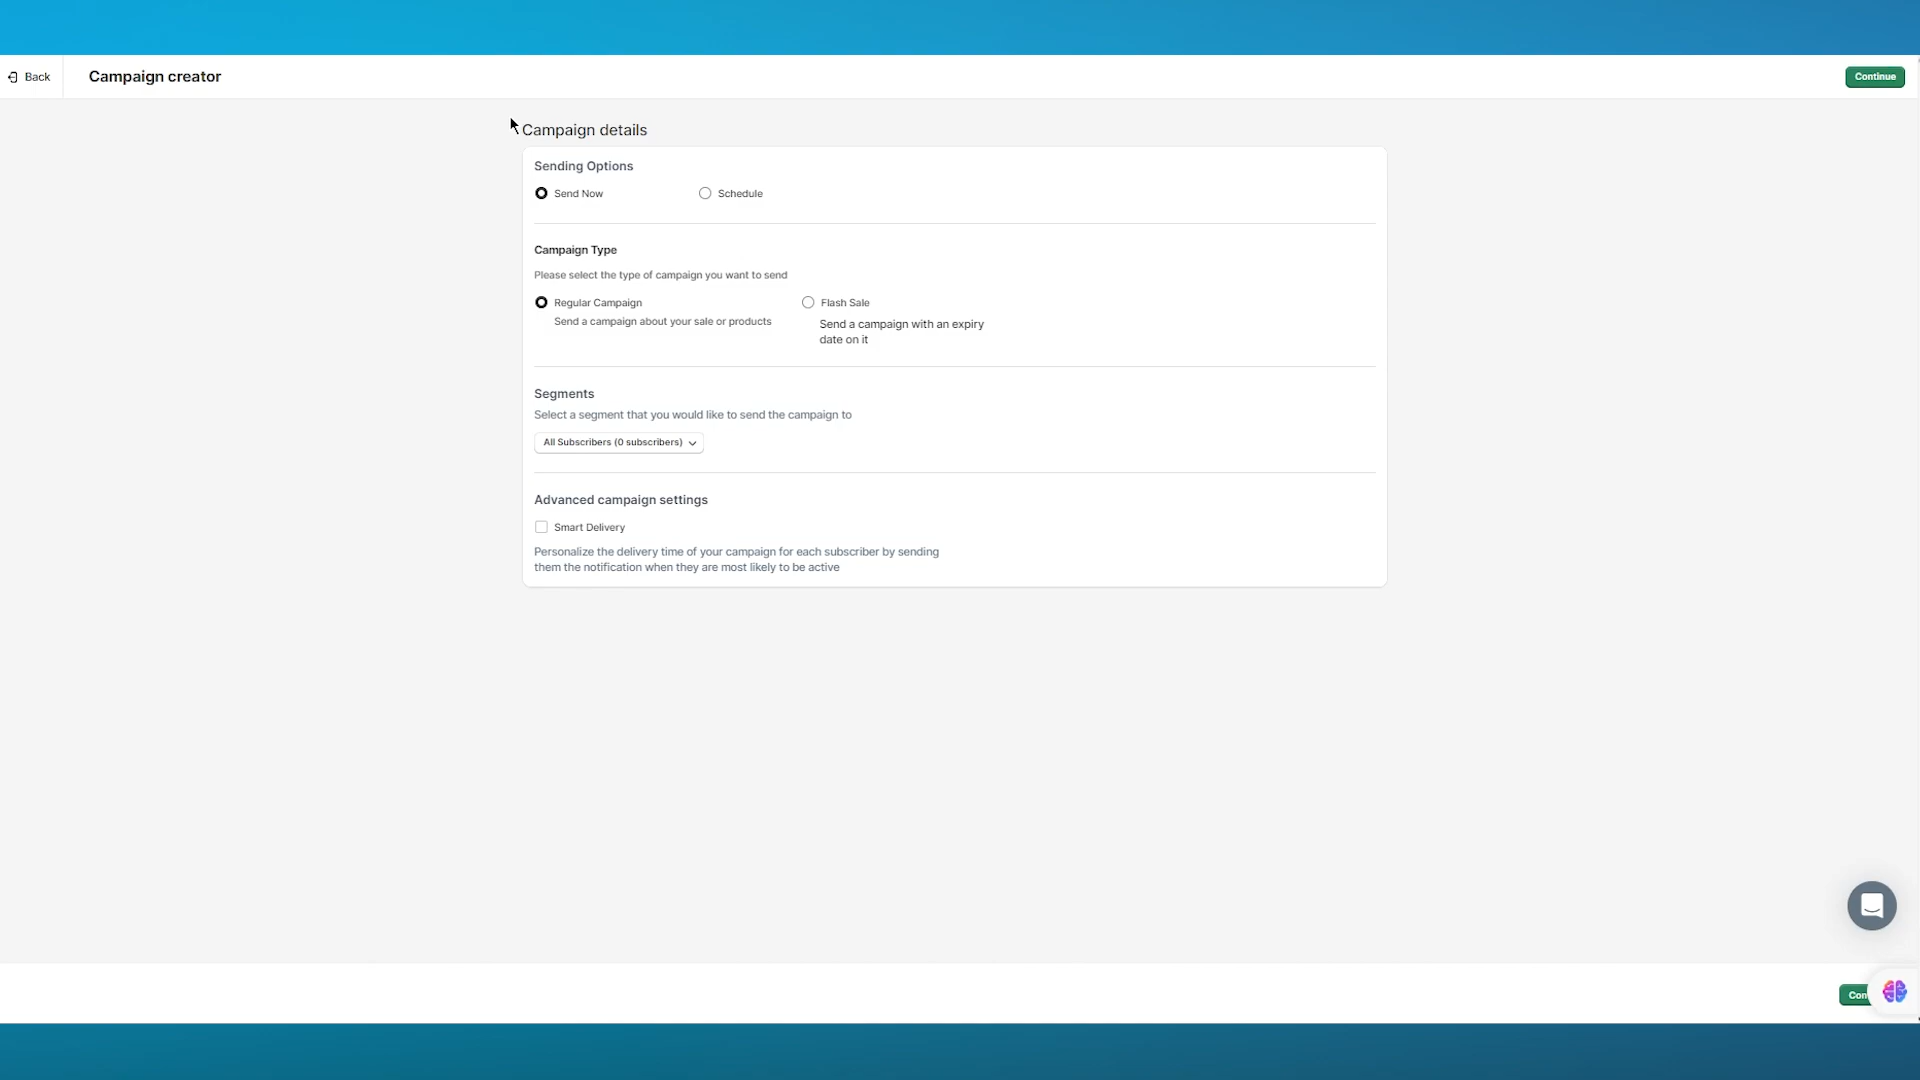 Back
Campaign creator
Continue
Campaign details
Sending Options
Send Now
Schedule
Campaign Type
Please select the type of campaign you want to send
Regular Campaign
Send a campaign about your sale or products
Flash Sale
Send a campaign with an expiry
date on it
Segments
Select a segment that you would like to send the campaign to
All Subscribers (0 subscribers)
Advanced campaign settings
Smart Delivery
Personalize the delivery time of your campaign for each subscriber by sending
them the notification when they are most likely to be active